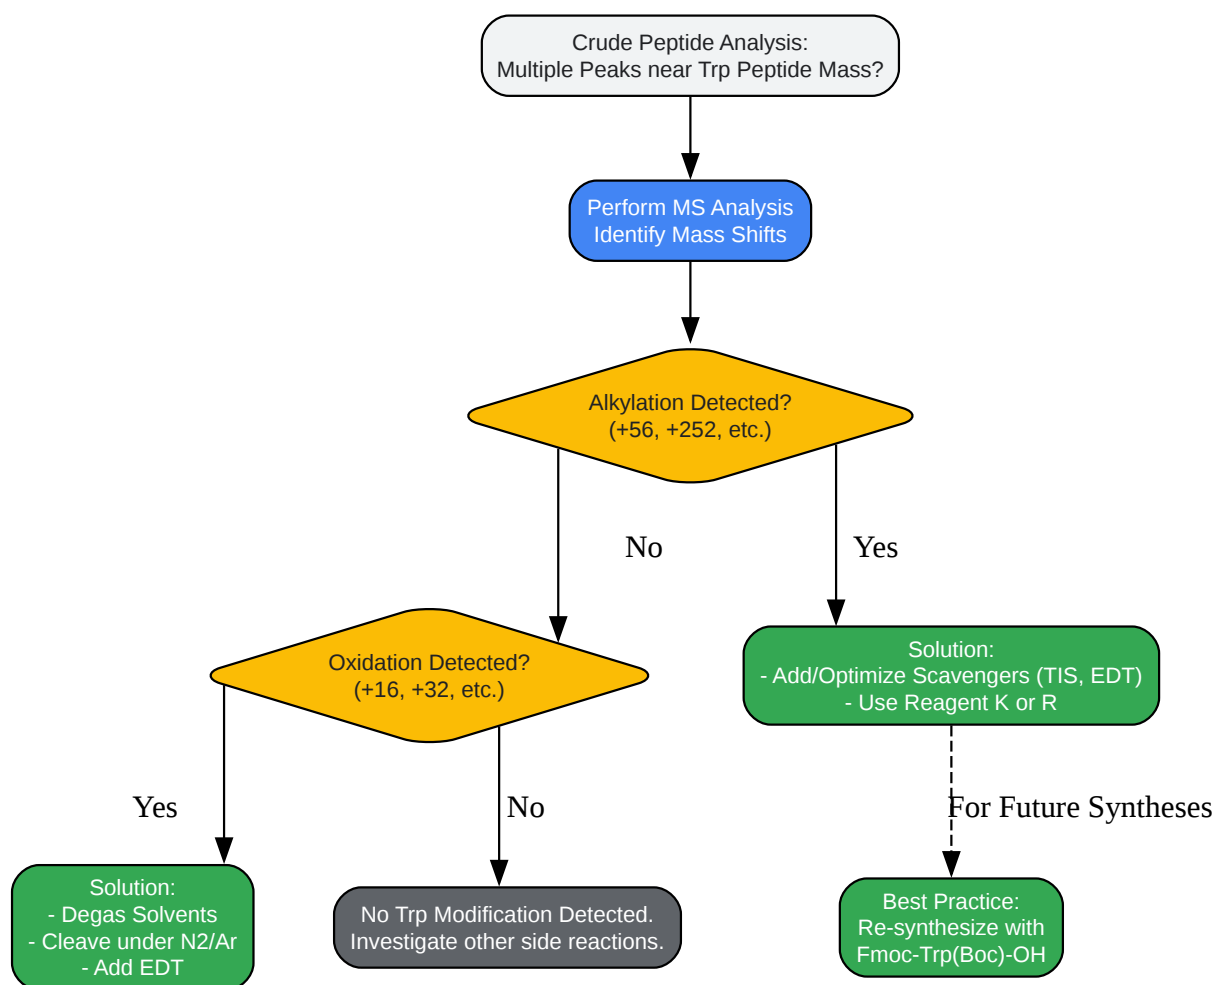 Crude Peptide Analysis:
Multiple Peaks near Trp Peptide Mass?
Perform MS Analysis
Identify Mass Shifts
Alkylation Detected?
(+56, +252, etc.)
No
Yes
Oxidation Detected?
(+16, +32, etc.)
Solution:
- Add/Optimize Scavengers (TIS, EDT)
- Use Reagent K or R
Yes
No
For Future Syntheses
Solution:
- Degas Solvents
- Cleave under N2/Ar
- Add EDT
No Trp Modification Detected.
Investigate other side reactions.
Best Practice:
Re-synthesize with
Fmoc-Trp(Boc)-OH